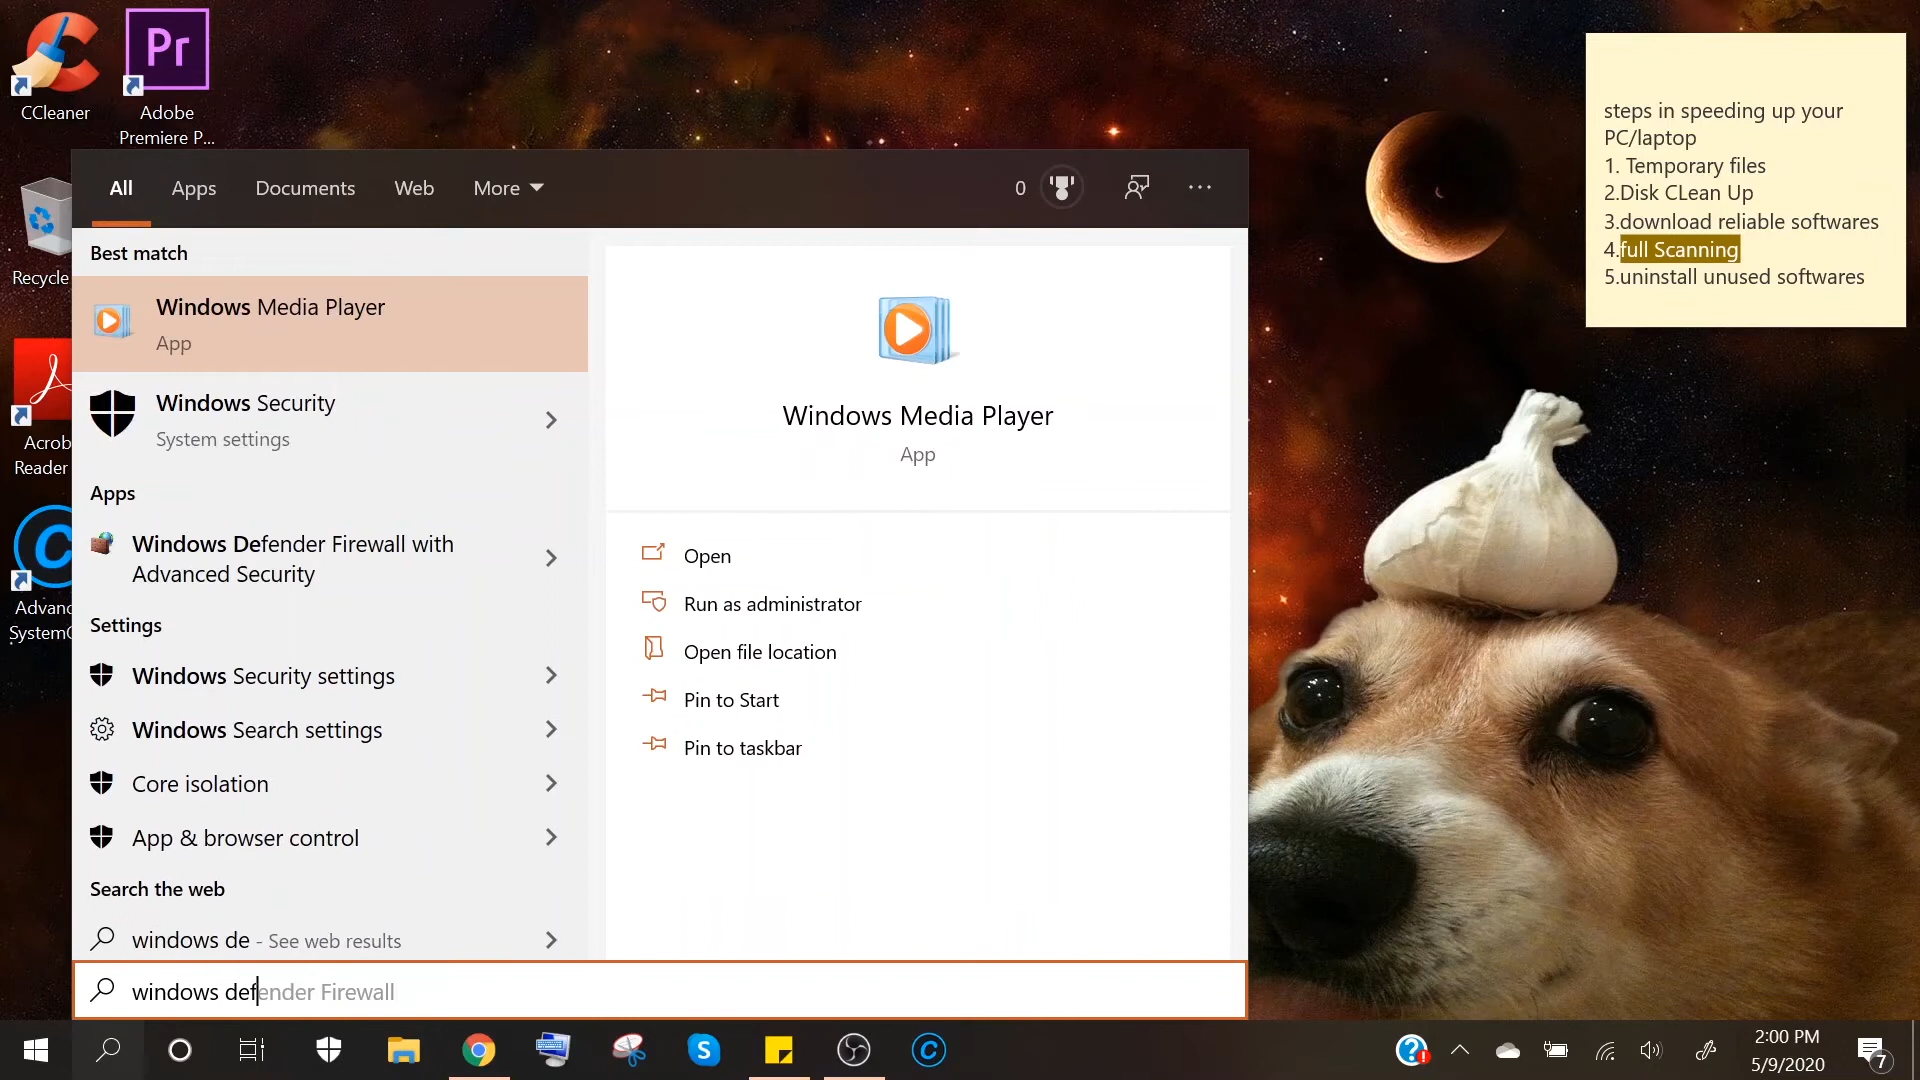 CCleaner
Pr
Adobe
Premiere P...
Recycle
Acrob
Reader
Advanc
SystemC
All
Apps
Documents
Web
More
0
Best match
Windows Media Player
App
Windows Security
System settings
Apps
Windows Defender Firewall with
Advanced Security
Settings
Windows Security settings
Windows Search settings
Core isolation
App & browser control
Search the web
windows de - See web results
windows defender Firewall
Windows Media Player
App
Open
Run as administrator
Open file location
Pin to Start
Pin to taskbar
steps in speeding up your
PC/laptop
1. Temporary files
2.Disk CLean Up
3.download reliable softwares
4.full Scanning
5.uninstall unused softwares
2:00 PM
5/9/2020
7